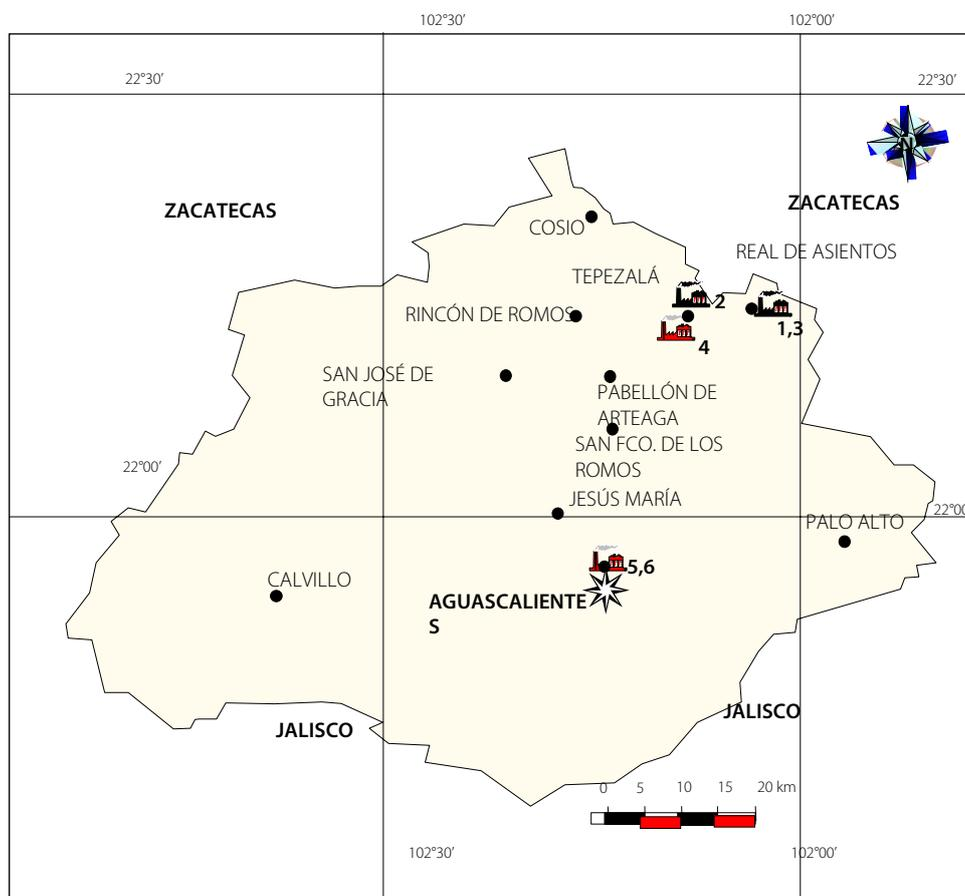 102°30’ 102°00’
22°30’ 22°30’
N
ZACATECAS
ZACATECAS
COSIO
REAL DE ASIENTOS
TEPEZALÁ
2
RINCÓN DE ROMOS
1,3
4
SAN JOSÉ DE
GRACIA
PABELLÓN DE
ARTEAGA
SAN FCO. DE LOS
ROMOS
22°00’
JESÚS MARÍA
22°00
PALO ALTO
5,6
CALVILLO
AGUASCALIENTE
S
JALISCO
JALISCO
0 5 10 15 20 km
102°30’ 102°00’